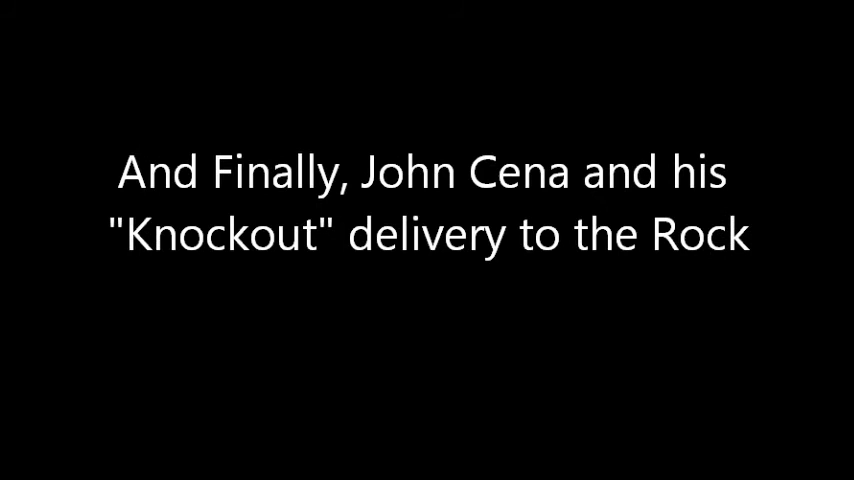 And Finally, John Cena and his
"Knockout" delivery to the Rock